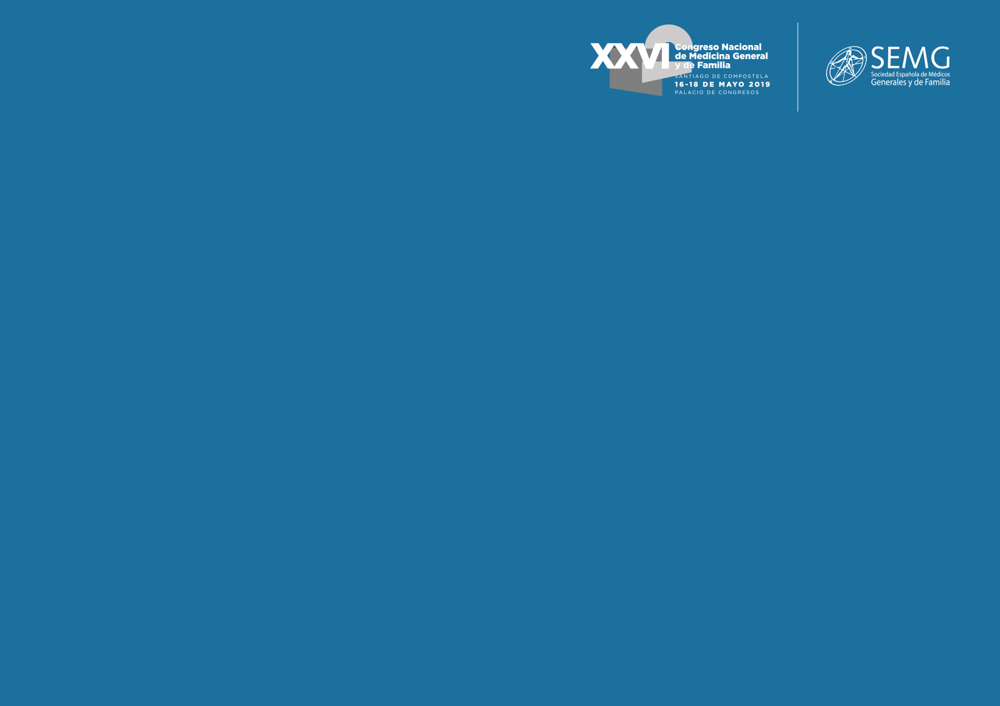 XXVI
Congreso Nacional
de Medicina General
y de Familia
SANTIAGO DE COMPOSTELA
16-18 DE MAYO 2019
PALACIO DE CONGRESOS
SEMG
Sociedad Española de Médicos
Generales y de Familia